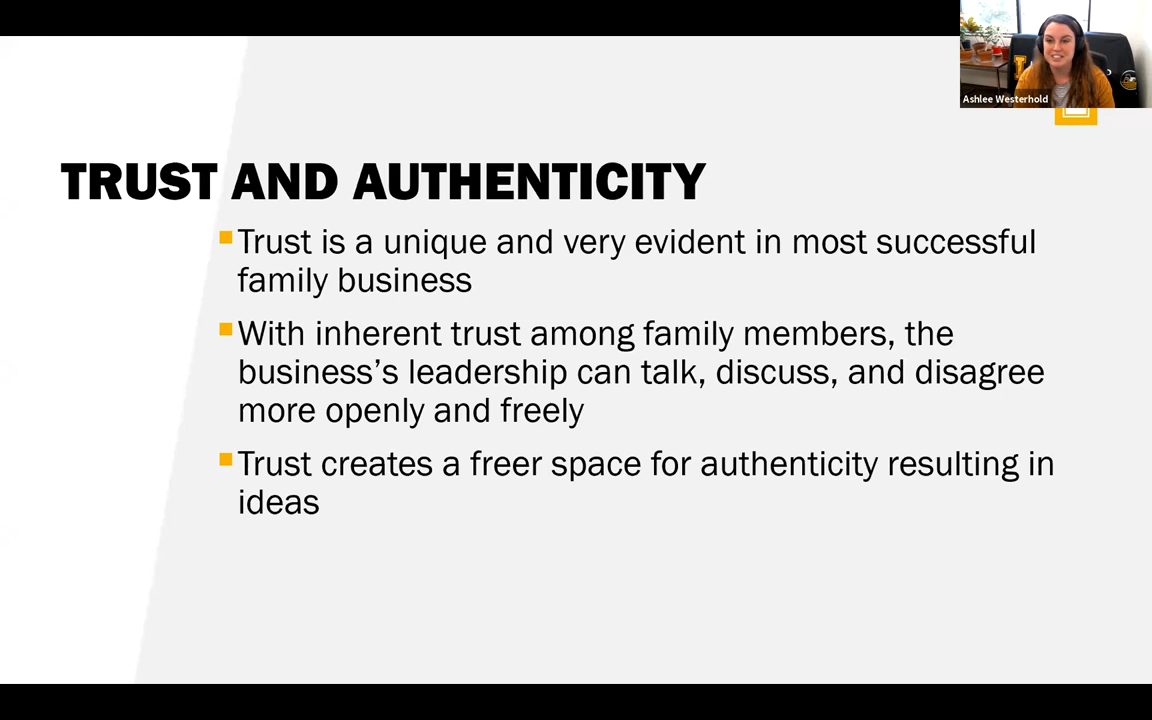 Ashlee Westerhold
TRUST AND AUTHENTICITY
Trust is a unique and very evident in most successful
family business
With inherent trust among family members, the
business’s leadership can talk, discuss, and disagree
more openly and freely
Trust creates a freer space for authenticity resulting in
ideas